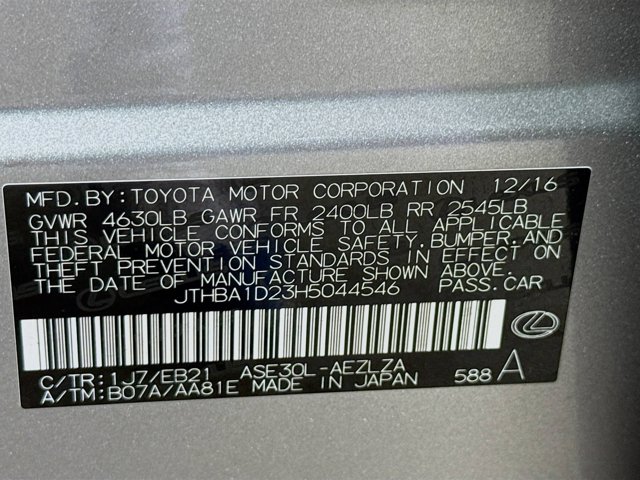 MFD.BY:TOYOTA MOTOR CORPORATION 12/16
GVWR 4630LB GAWR FR 2400LB RR 2545LB
THIS VEHICLE CONFORMS TO ALL APPLICABLE
FEDERAL MOTOR VEHICLE SAFETY,BUMPER,AND
THEFT PREVENTION STANDARDS IN EFFECT ON
THE DATE OF MANUFACTURE SHOWN ABOVE.
JTHBA1D23H5044546 PASS.CAR
C/TR:1J7/EB21 ASE30L-AEZLZA
A/TM:B07A/AA81E MADE IN JAPAN 588 A